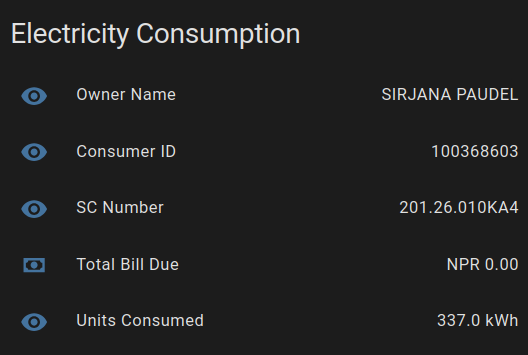 Electricity Consumption
Owner Name SIRJANA PAUDEL
Consumer ID 100368603
SC Number 201.26.010KA4
Total Bill Due NPR 0.00
Units Consumed 337.0 kWh